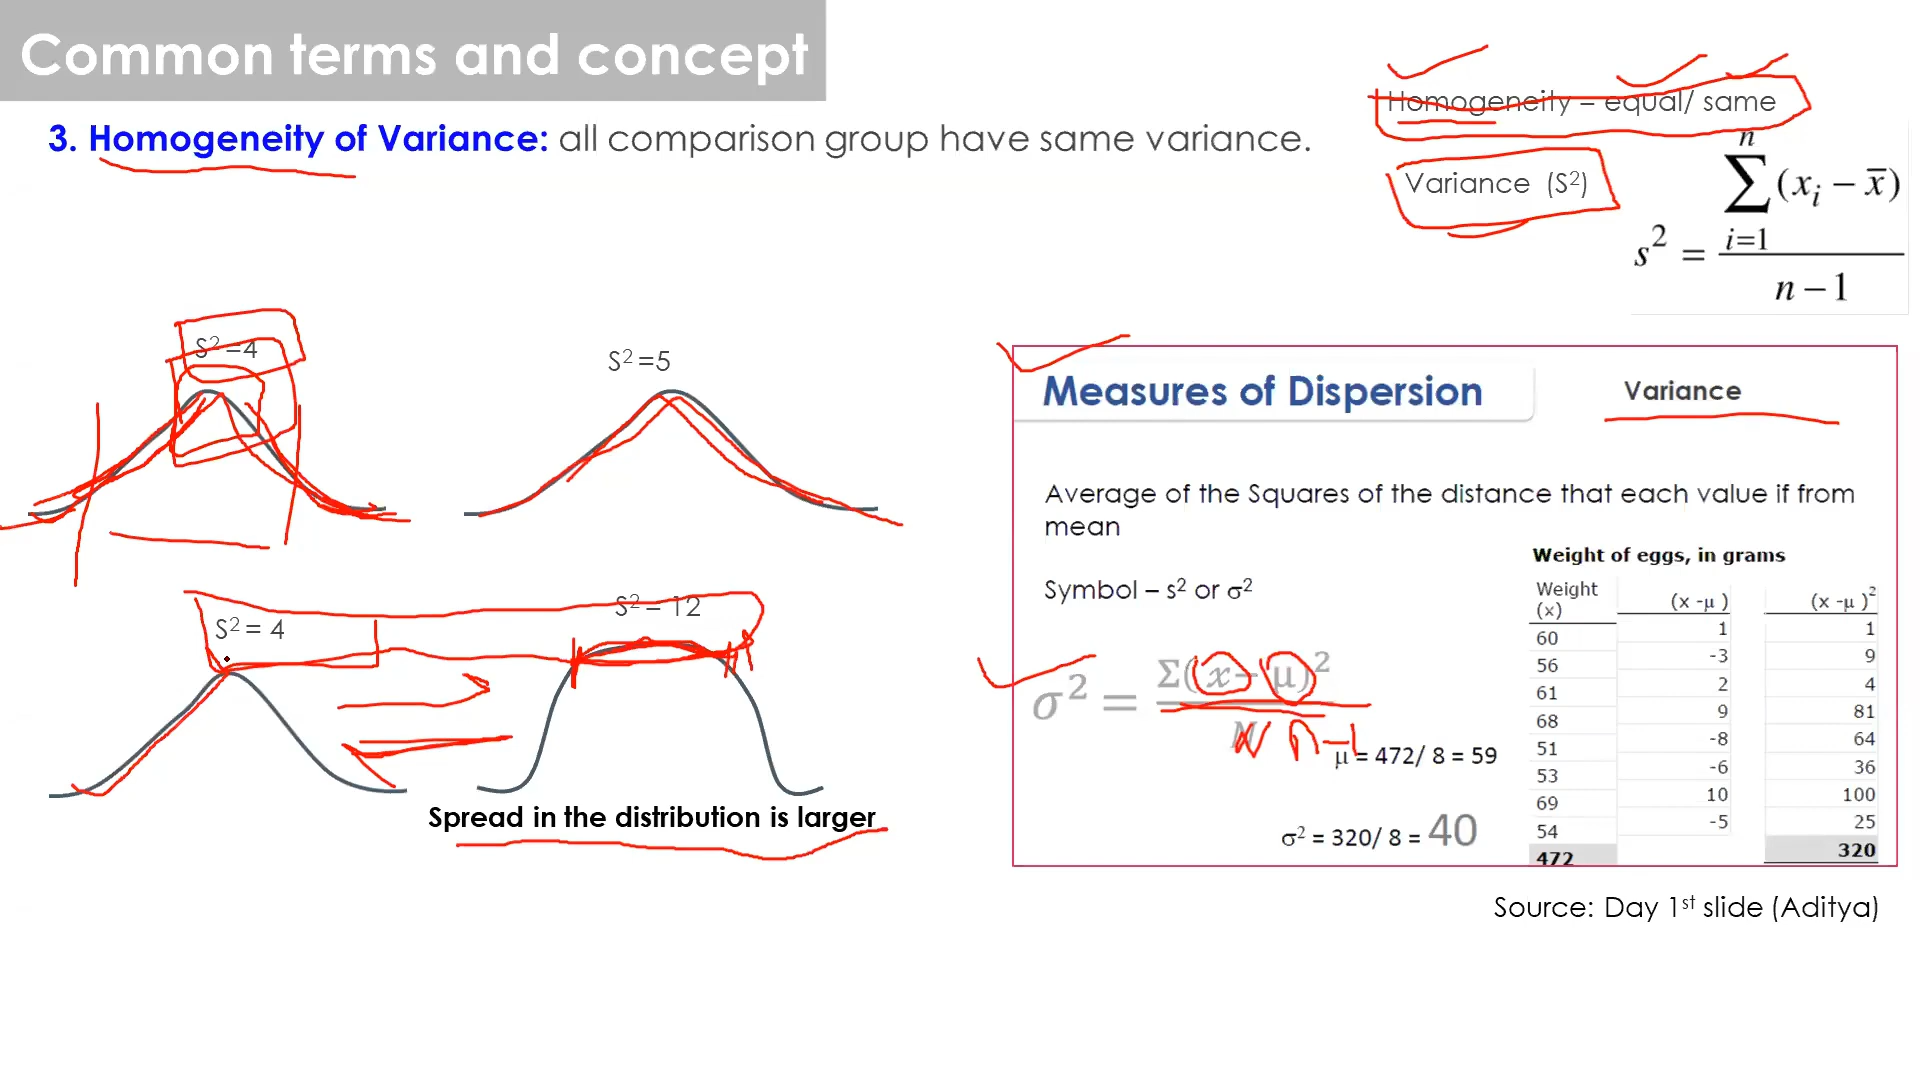 Common terms and concept
3. Homogeneity of Variance: all comparison group have same variance.
Homogeneity – equal/ same
Variance (S²)
s² = n ∑ i=1 (xᵢ − x̄) / n − 1
S² =4
S² =5
S² = 4
S² = 12
Spread in the distribution is larger
Measures of Dispersion
Variance
Average of the Squares of the distance that each value if from
mean
Symbol – s² or σ²
σ² = Σ(x − μ)² / N
N n-1
μ = 472/ 8 = 59
σ² = 320/ 8 = 40
Weight of eggs, in grams
Weight (x) (x -μ ) (x -μ )²
60 1 1
56 -3 9
61 2 4
68 9 81
51 -8 64
53 -6 36
69 10 100
54 -5 25
472 320
Source: Day 1st slide (Aditya)